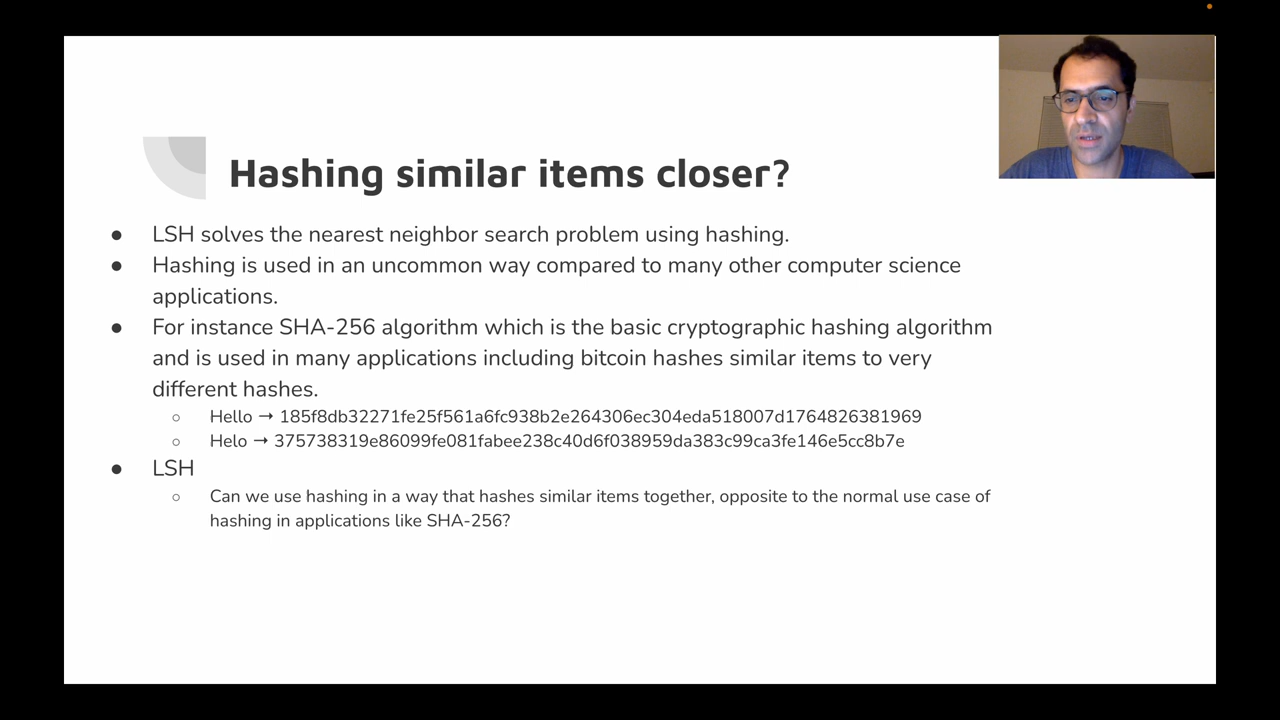 Hashing similar items closer?
● LSH solves the nearest neighbor search problem using hashing.
● Hashing is used in an uncommon way compared to many other computer science
applications.
● For instance SHA-256 algorithm which is the basic cryptographic hashing algorithm
and is used in many applications including bitcoin hashes similar items to very
different hashes.
○ Hello → 185f8db32271fe25f561a6fc938b2e264306ec304eda518007d1764826381969
○ Helo → 375738319e86099fe081fabee238c40d6f038959da383c99ca3fe146e5cc8b7e
● LSH
○ Can we use hashing in a way that hashes similar items together, opposite to the normal use case of
hashing in applications like SHA-256?